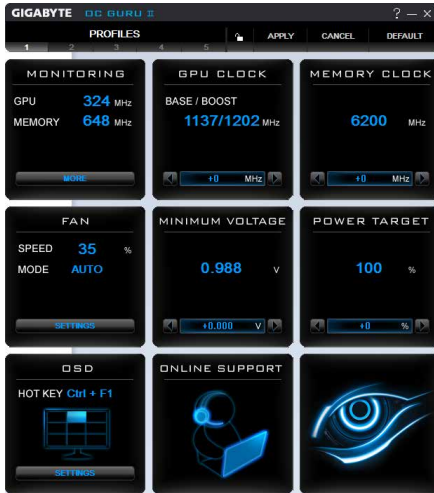 GIGABYTE OC GURU II ? — ×
PROFILES APPLY CANCEL DEFAULT
1 2 3 4 5
MONITORING
GPU 324 MHz
MEMORY 648 MHz
MORE
GPU CLOCK
BASE / BOOST
1137/1202 MHz
+0 MHz
MEMORY CLOCK
6200 MHz
+0 MHz
FAN
SPEED 35 %
MODE AUTO
SETTINGS
MINIMUM VOLTAGE
0.988 V
+0.000 V
POWER TARGET
100 %
+0 %
OSD
HOT KEY Ctrl + F1
SETTINGS
ONLINE SUPPORT